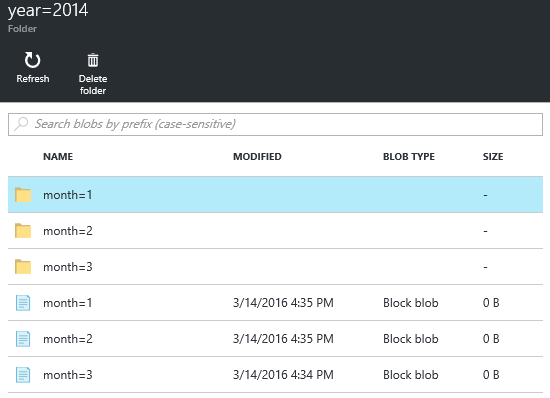 year=2014
Folder
Refresh
Delete
folder
Search blobs by prefix (case-sensitive)
NAME MODIFIED BLOB TYPE SIZE
month=1 -
month=2 -
month=3 -
month=1 3/14/2016 4:35 PM Block blob 0 B
month=2 3/14/2016 4:35 PM Block blob 0 B
month=3 3/14/2016 4:34 PM Block blob 0 B